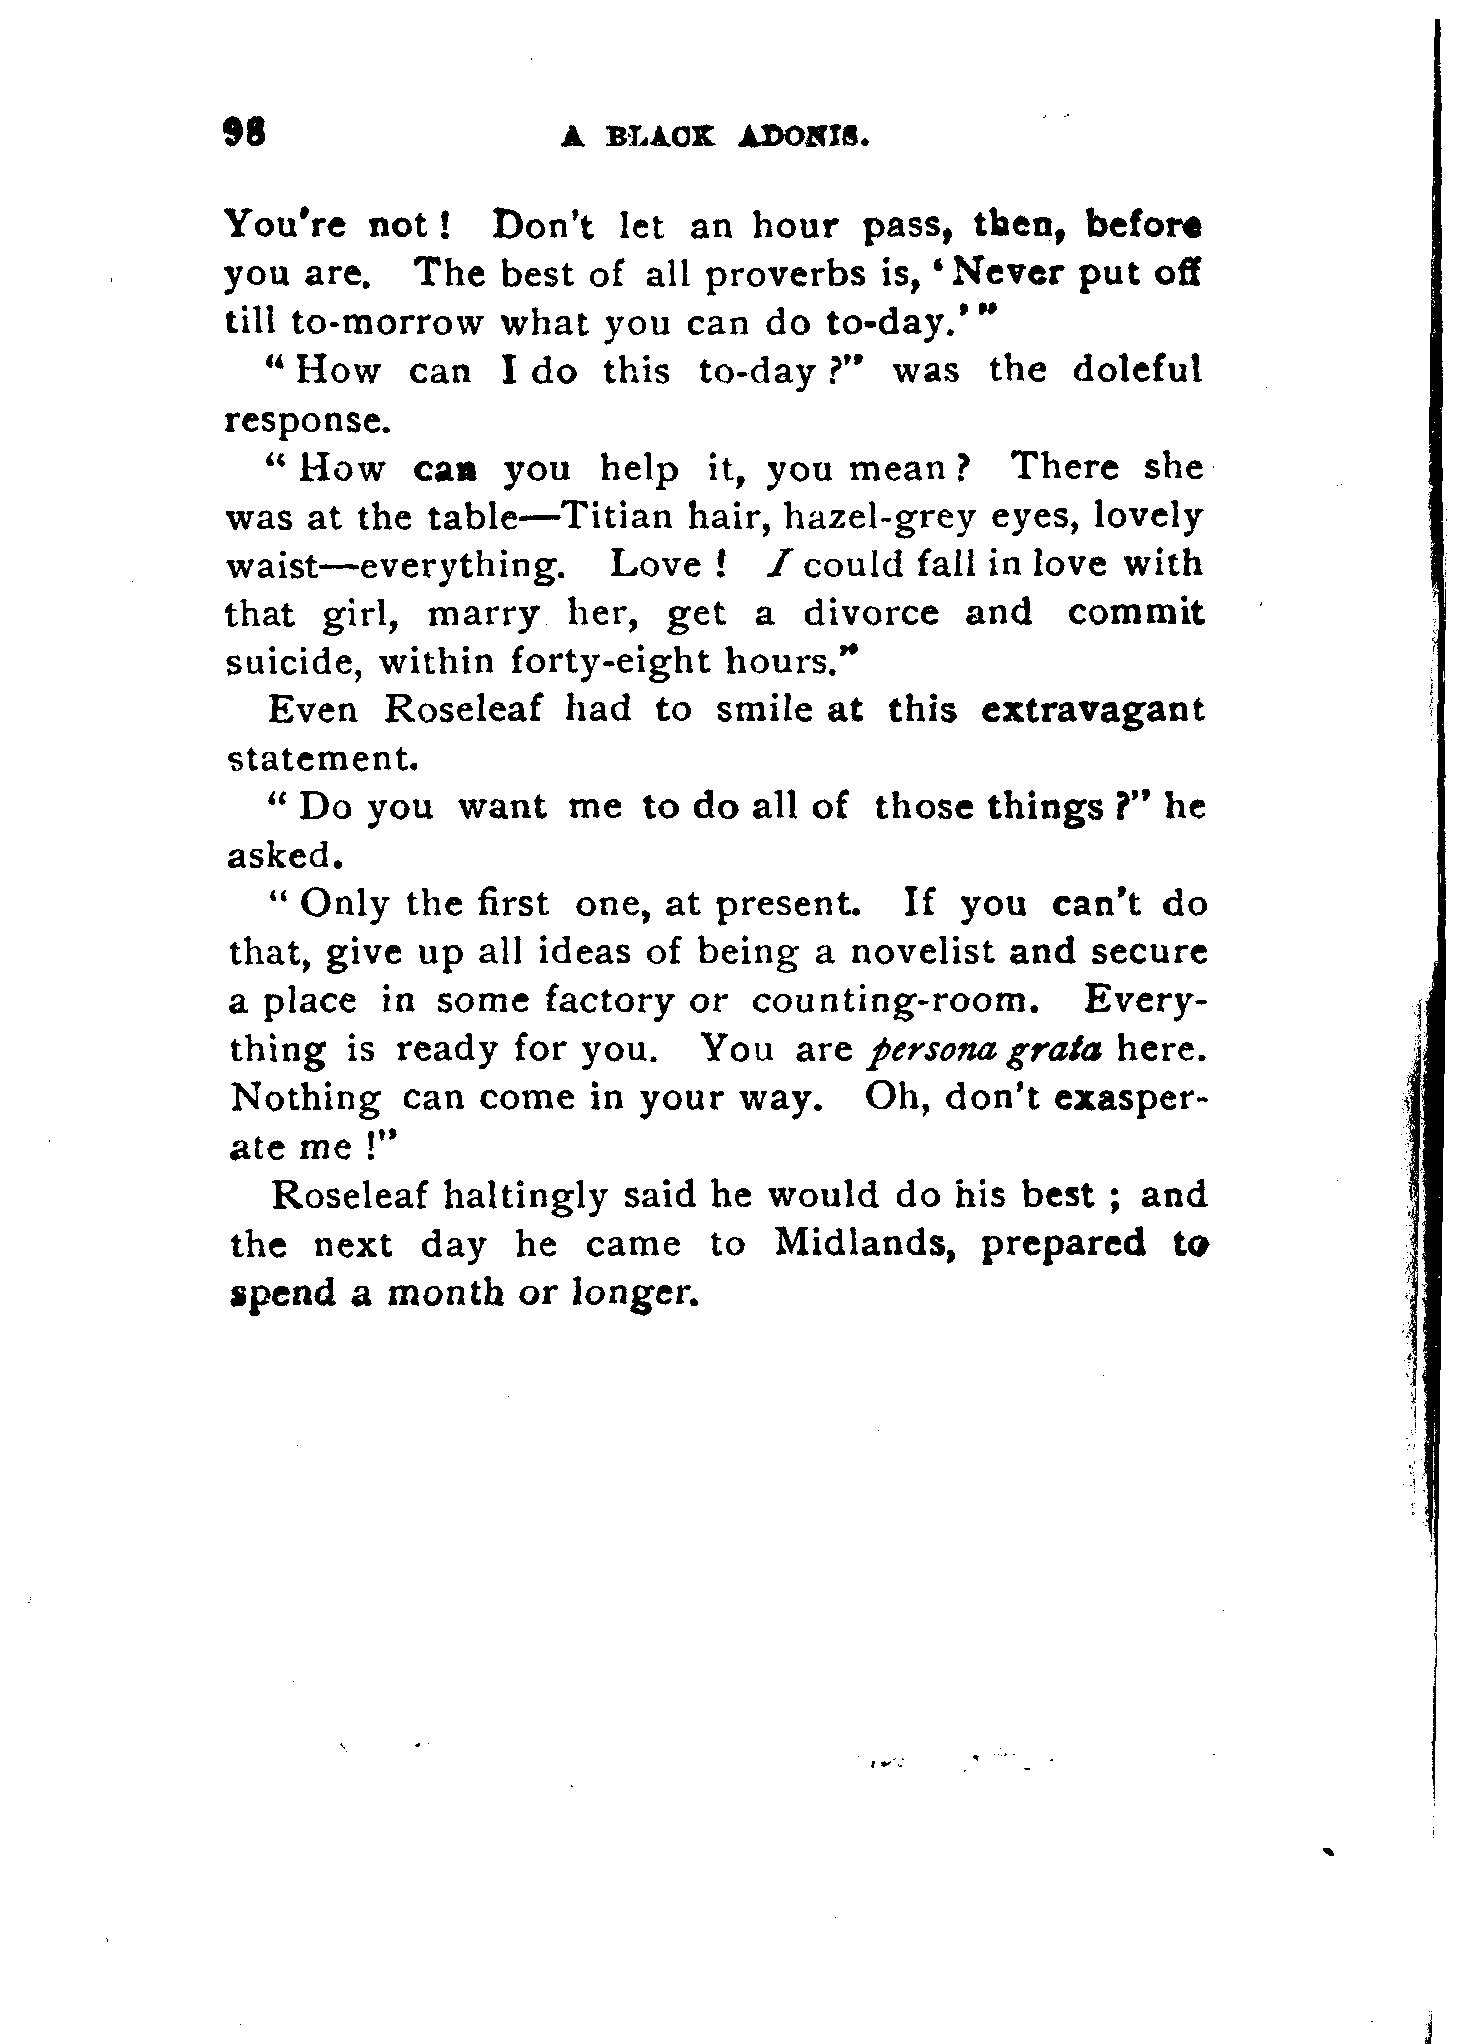 98 A BLACK ADONIS.
You're not! Don't let an hour pass, then, before
you are. The best of all proverbs is, 'Never put off
till to-morrow what you can do to-day.'"
"How can I do this to-day?" was the doleful
response.
"How can you help it, you mean? There she
was at the table—Titian hair, hazel-grey eyes, lovely
waist—everything. Love! I could fall in love with
that girl, marry her, get a divorce and commit
suicide, within forty-eight hours."
Even Roseleaf had to smile at this extravagant
statement.
"Do you want me to do all of those things?" he
asked.
"Only the first one, at present. If you can't do
that, give up all ideas of being a novelist and secure
a place in some factory or counting-room. Every-
thing is ready for you. You are persona grata here.
Nothing can come in your way. Oh, don't exasper-
ate me!"
Roseleaf haltingly said he would do his best; and
the next day he came to Midlands, prepared to
spend a month or longer.